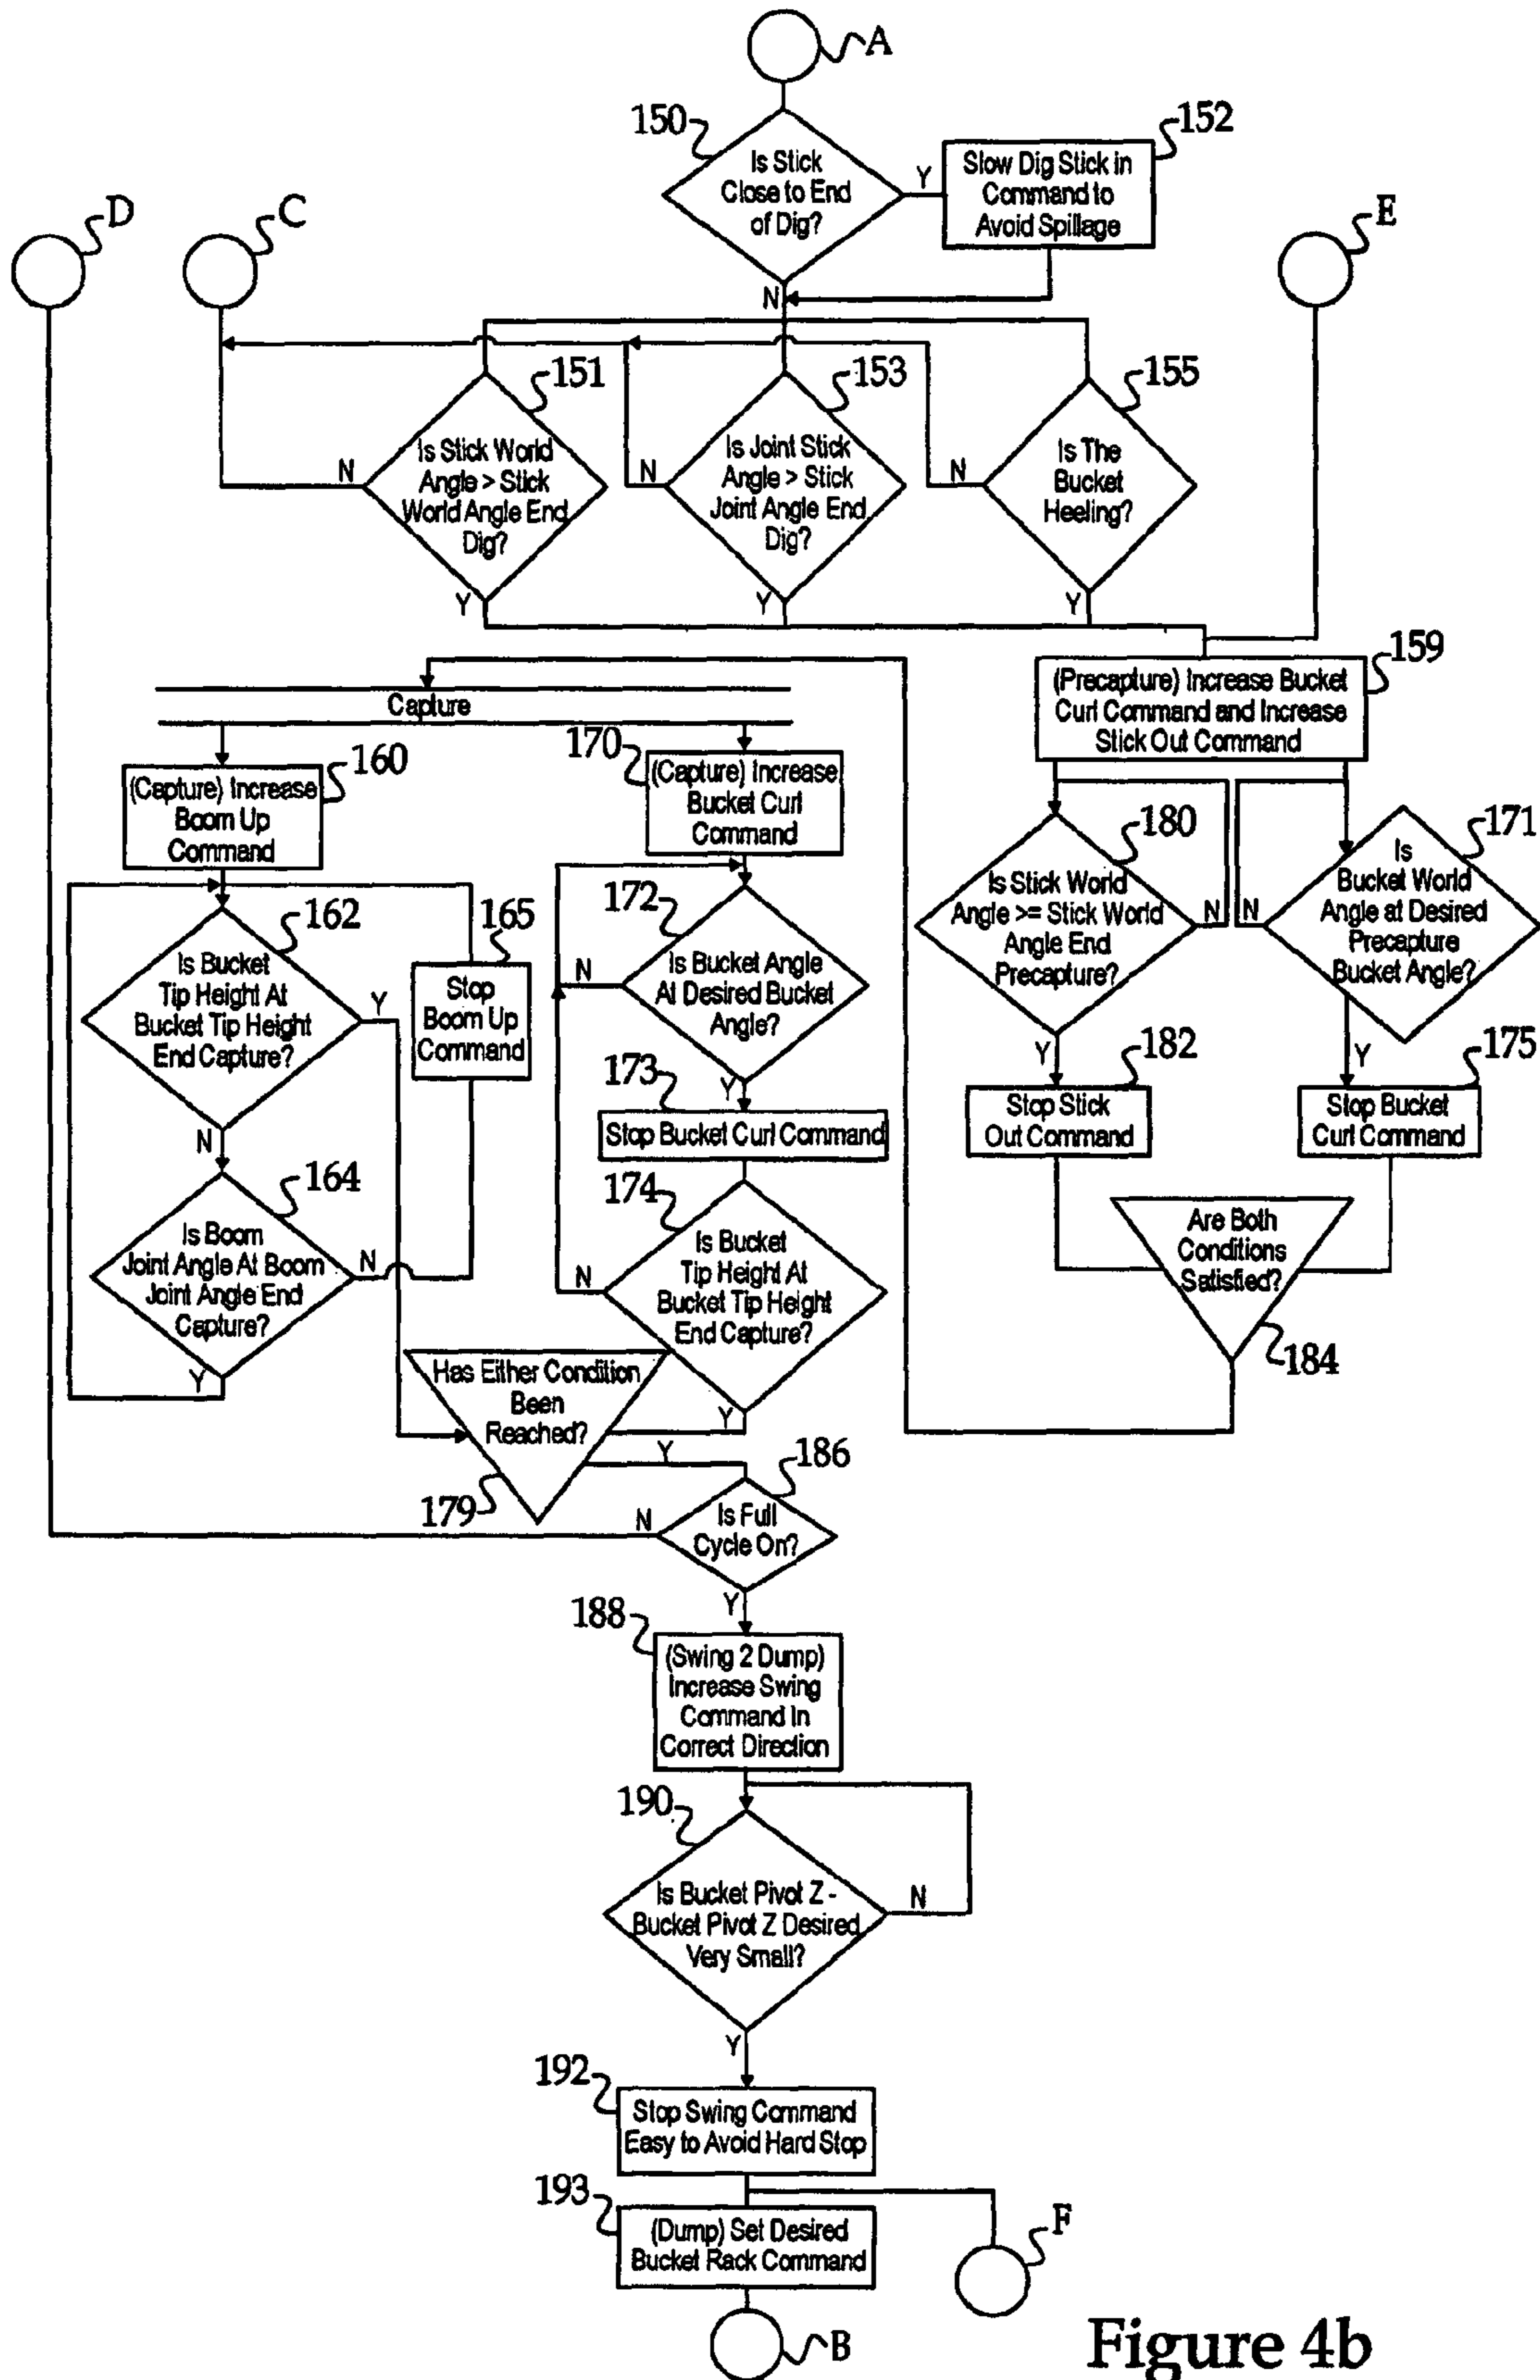 A
150
Is Stick
Close to End
of Dig?
Y
N
152
Slow Dig Stick in
Command to
Avoid Spillage
D
C
E
151
Is Stick World
Angle > Stick
World Angle End
Dig?
N
Y
153
Is Joint Stick
Angle > Stick
Joint Angle End
Dig?
N
Y
155
Is The
Bucket
Heeling?
N
Y
159
(Precapture) Increase Bucket
Curl Command and Increase
Stick Out Command
Capture
160
(Capture) Increase
Boom Up
Command
170
(Capture) Increase
Bucket Curl
Command
180
Is Stick World
Angle >= Stick World
Angle End
Precapture?
N
Y
171
Is
Bucket World
Angle at Desired
Precapture
Bucket Angle?
N
Y
162
Is Bucket
Tip Height At
Bucket Tip Height
End Capture?
Y
N
165
Stop
Boom Up
Command
172
Is Bucket Angle
At Desired Bucket
Angle?
N
Y
173
Stop Bucket Curl Command
182
Stop Stick
Out Command
175
Stop Bucket
Curl Command
164
Is Boom
Joint Angle At Boom
Joint Angle End
Capture?
N
Y
174
Is Bucket
Tip Height At
Bucket Tip Height
End Capture?
N
Y
Are Both
Conditions
Satisfied?
184
Has Either Condition
Been
Reached?
Y
179
186
Is Full
Cycle On?
N
Y
188
(Swing 2 Dump)
Increase Swing
Command In
Correct Direction
190
Is Bucket Pivot Z -
Bucket Pivot Z Desired
Very Small?
N
Y
192
Stop Swing Command
Easy to Avoid Hard Stop
193
(Dump) Set Desired
Bucket Rack Command
F
B
Figure 4b